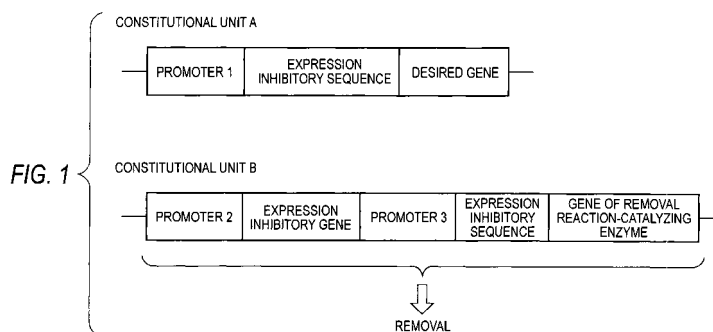 CONSTITUTIONAL UNIT A
PROMOTER 1
EXPRESSION
INHIBITORY SEQUENCE
DESIRED GENE
FIG. 1
CONSTITUTIONAL UNIT B
PROMOTER 2
EXPRESSION
INHIBITORY GENE
PROMOTER 3
EXPRESSION
INHIBITORY
SEQUENCE
GENE OF REMOVAL
REACTION-CATALYZING
ENZYME
REMOVAL